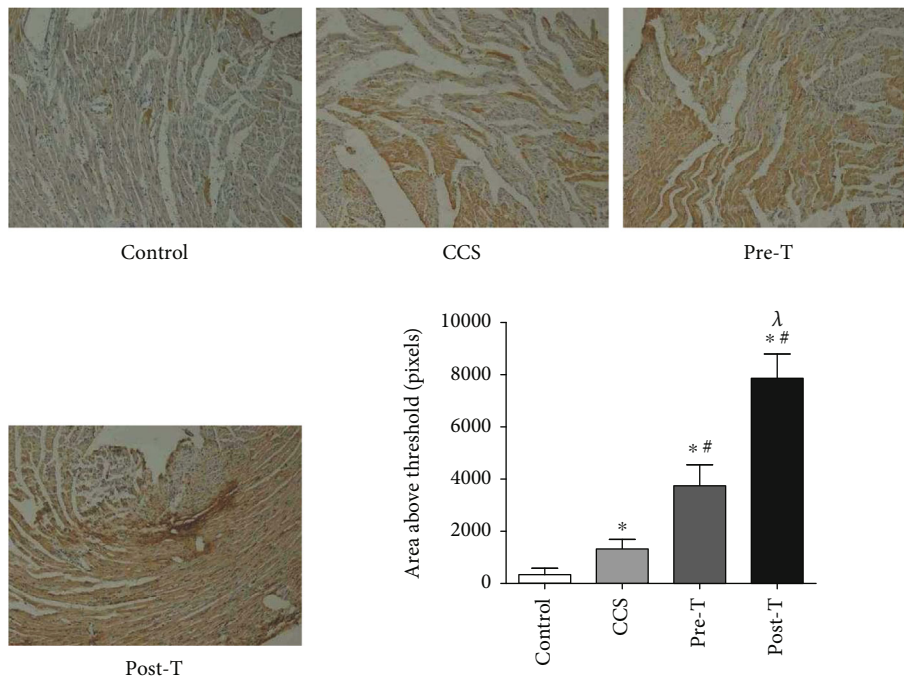 Control
CCS
Pre-T
Post-T
Area above threshold (pixels)
10000
8000
6000
4000
2000
0
*
* #
λ
* #
Control
CCS
Pre-T
Post-T